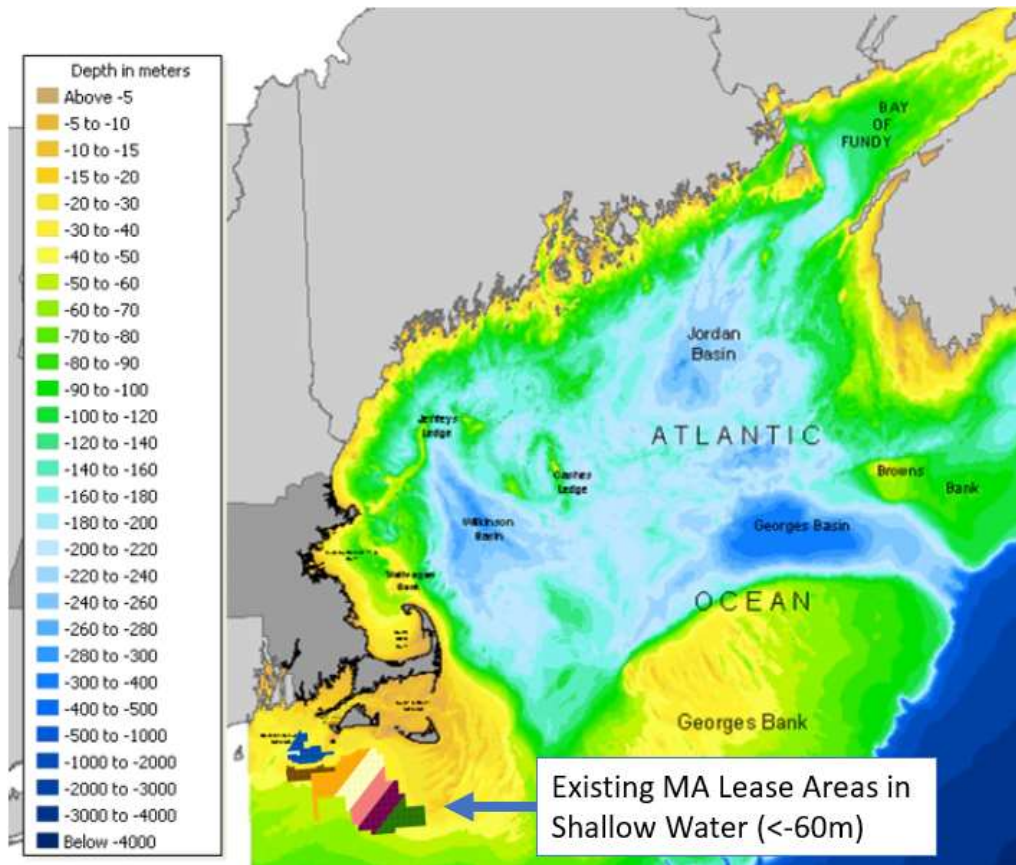 Depth in meters
Above -5
-5 to -10
-10 to -15
-15 to -20
-20 to -30
-30 to -40
-40 to -50
-50 to -60
-60 to -70
-70 to -80
-80 to -90
-90 to -100
-100 to -120
-120 to -140
-140 to -160
-160 to -180
-180 to -200
-200 to -220
-220 to -240
-240 to -260
-260 to -280
-280 to -300
-300 to -400
-400 to -500
-500 to -1000
-1000 to -2000
-2000 to -3000
-3000 to -4000
Below -4000
BAY
OF
FUNDY
Jordan
Basin
Jeffreys
Ledge
ATLANTIC
Cashes
Ledge
Browns
Bank
Wilkinson
Basin
Georges Basin
Stellwagen
Bank
OCEAN
Georges Bank
Existing MA Lease Areas in
Shallow Water (<-60m)